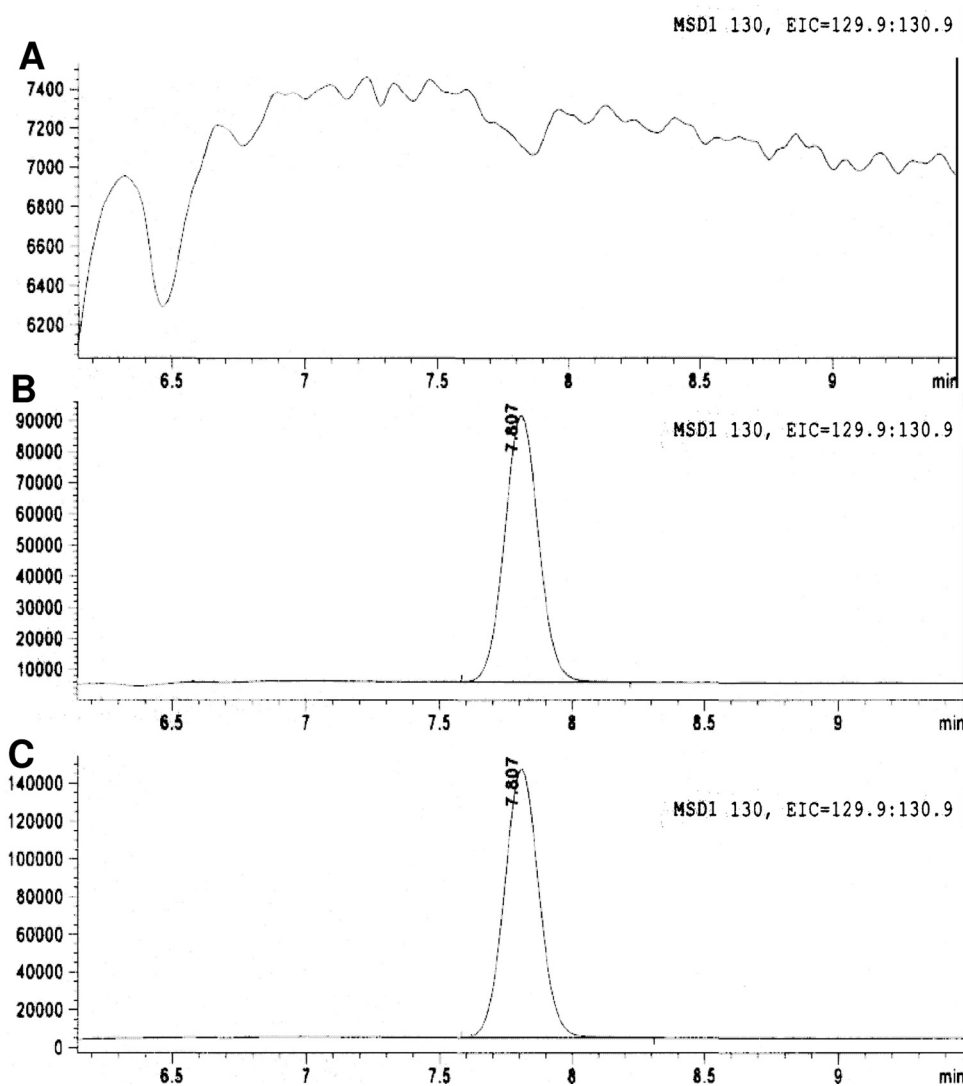 MSD1 130, EIC=129.9:130.9
A
7400
7200
7000
6800
6600
6400
6200
6.5 7 7.5 8 8.5 9 min
B
7.807
MSD1 130, EIC=129.9:130.9
90000
80000
70000
60000
50000
40000
30000
20000
10000
6.5 7 7.5 8 8.5 9 min
C
7.807
MSD1 130, EIC=129.9:130.9
140000
120000
100000
80000
60000
40000
20000
0
6.5 7 7.5 8 8.5 9 min